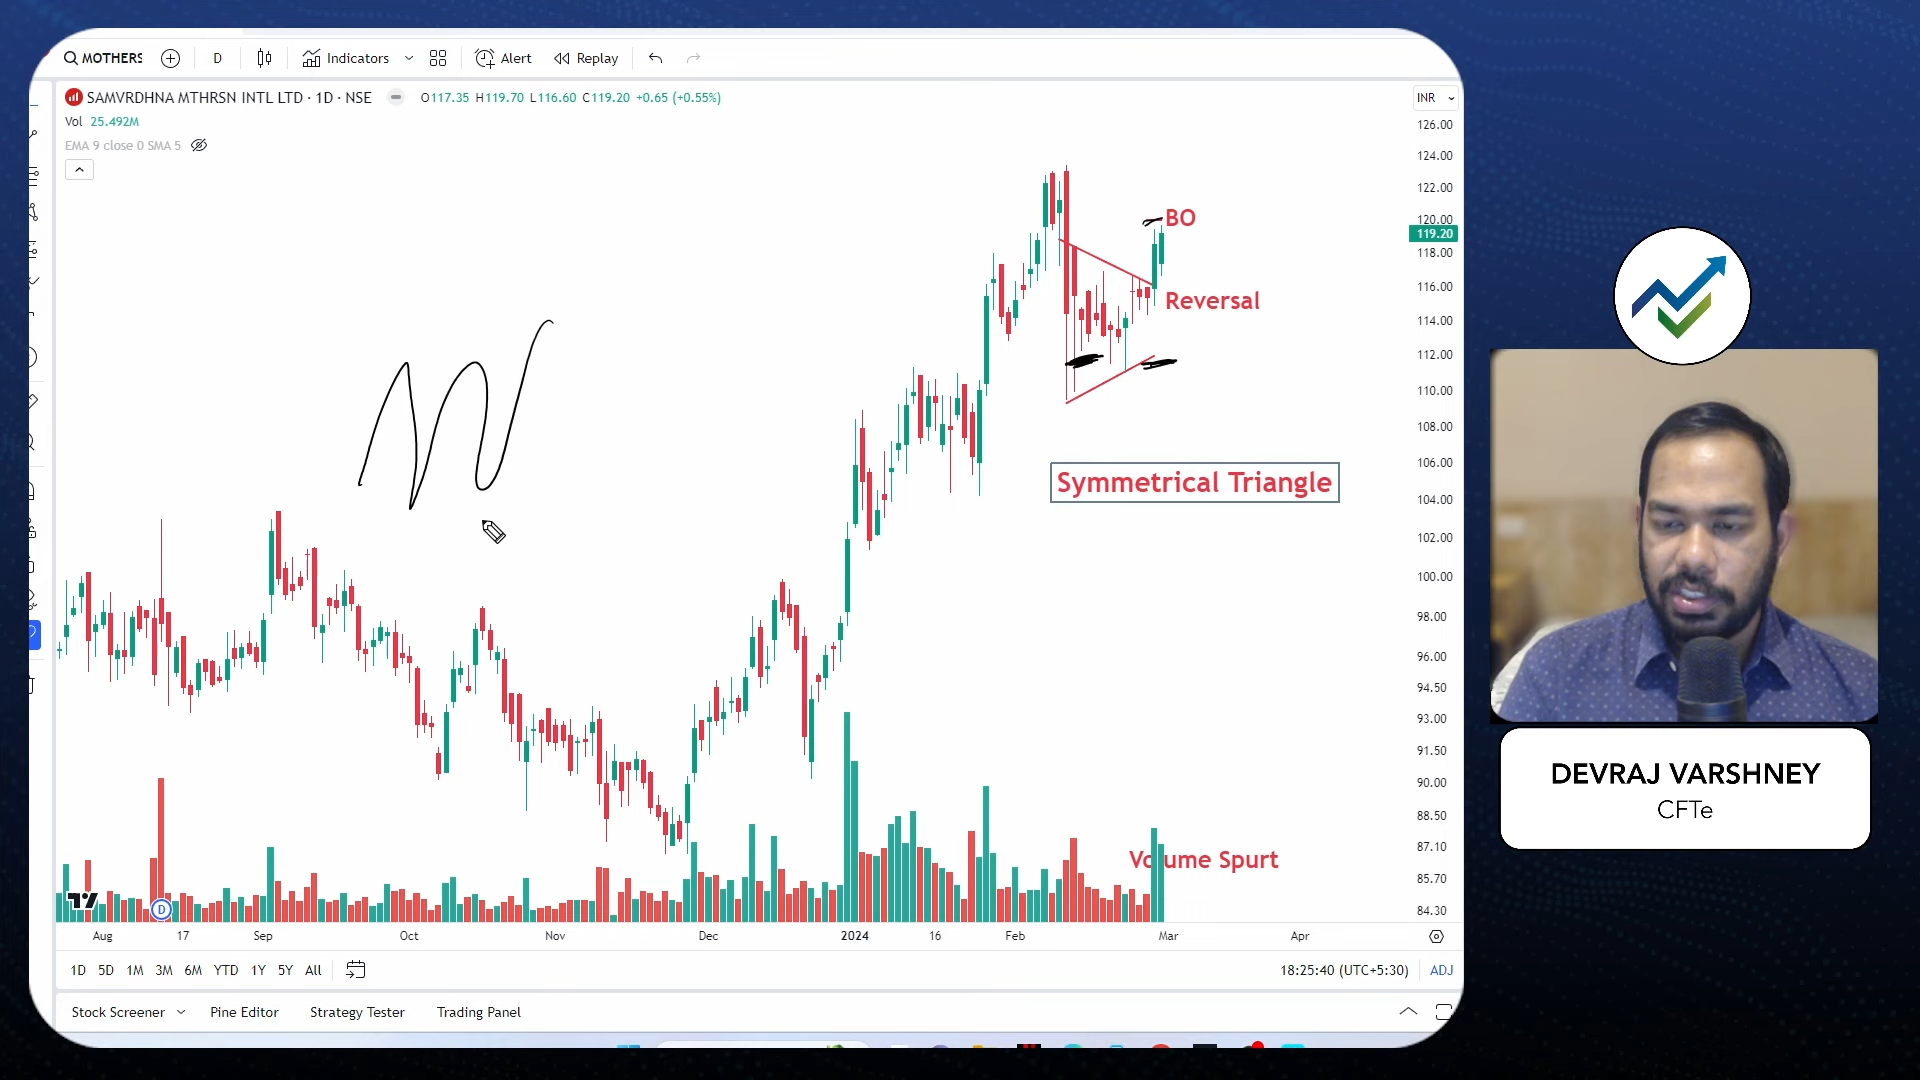 MOTHERS D Indicators Alert Replay
SAMVRDHNA MTHRSN INTL LTD · 1D · NSE O117.35 H119.70 L116.60 C119.20 +0.65 (+0.55%)
Vol 25.492M
EMA 9 close 0 SMA 5
INR
126.00
124.00
122.00
120.00
119.20
118.00
116.00
114.00
112.00
110.00
108.00
106.00
104.00
102.00
100.00
98.00
96.00
94.50
93.00
91.50
90.00
88.50
87.10
85.70
84.30
BO
Reversal
Symmetrical Triangle
Volume Spurt
D
Aug 17 Sep Oct Nov Dec 2024 16 Feb Mar Apr
1D 5D 1M 3M 6M YTD 1Y 5Y All 18:25:40 (UTC+5:30) ADJ
Stock Screener Pine Editor Strategy Tester Trading Panel
DEVRAJ VARSHNEY
CFTe